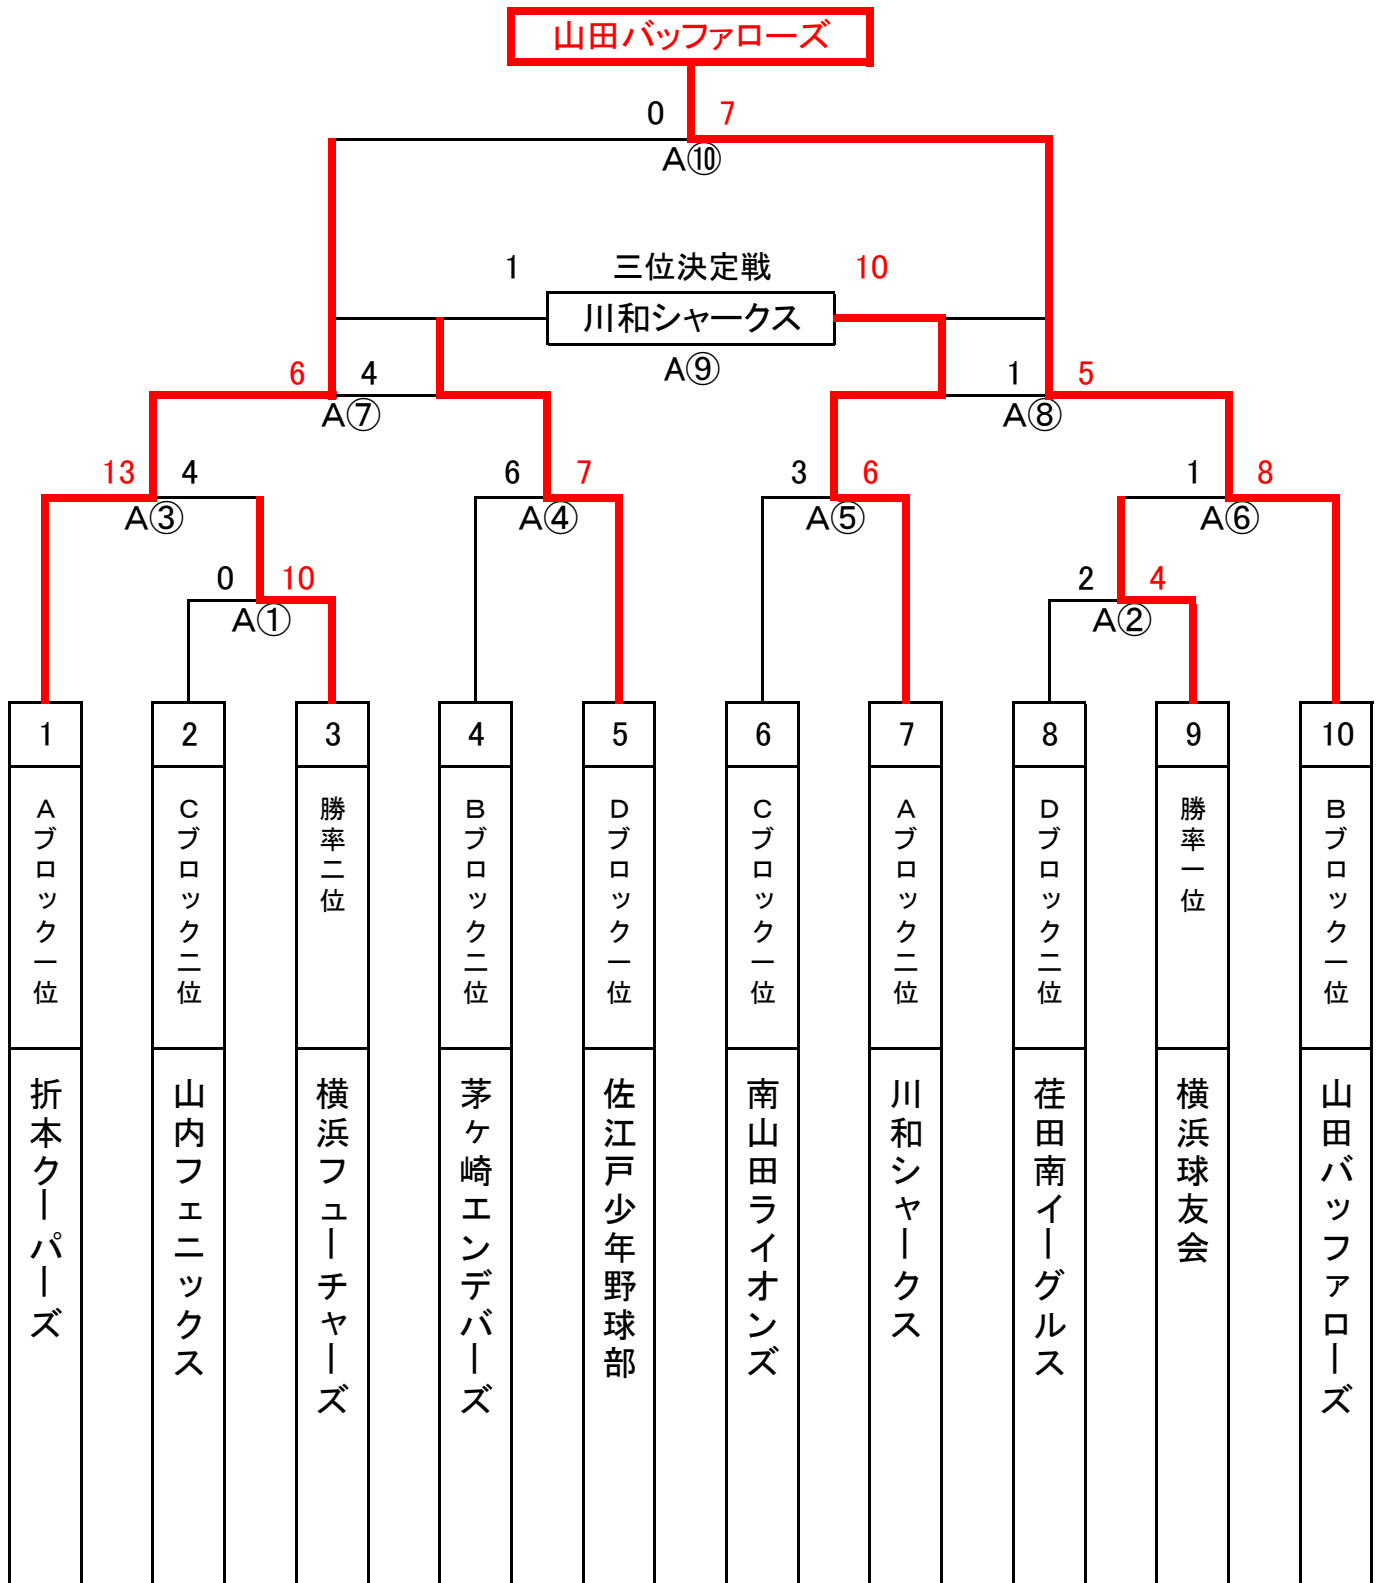 山田バッファローズ
0 7
A⑩
1 三位決定戦 10
川和シャークス
A⑨
6 4
A⑦
1 5
A⑧
13 4
A③
6 7
A④
3 6
A⑤
1 8
A⑥
0 10
A①
2 4
A②
1 2 3 4 5 6 7 8 9 10
Aブロック一位
Cブロック二位
勝率二位
Bブロック二位
Dブロック一位
Cブロック一位
Aブロック二位
Dブロック二位
勝率一位
Bブロック一位
折本クーパーズ
山内フェニックス
横浜フューチャーズ
茅ヶ崎エンデバーズ
佐江戸少年野球部
南山田ライオンズ
川和シャークス
荏田南イーグルス
横浜球友会
山田バッファローズ